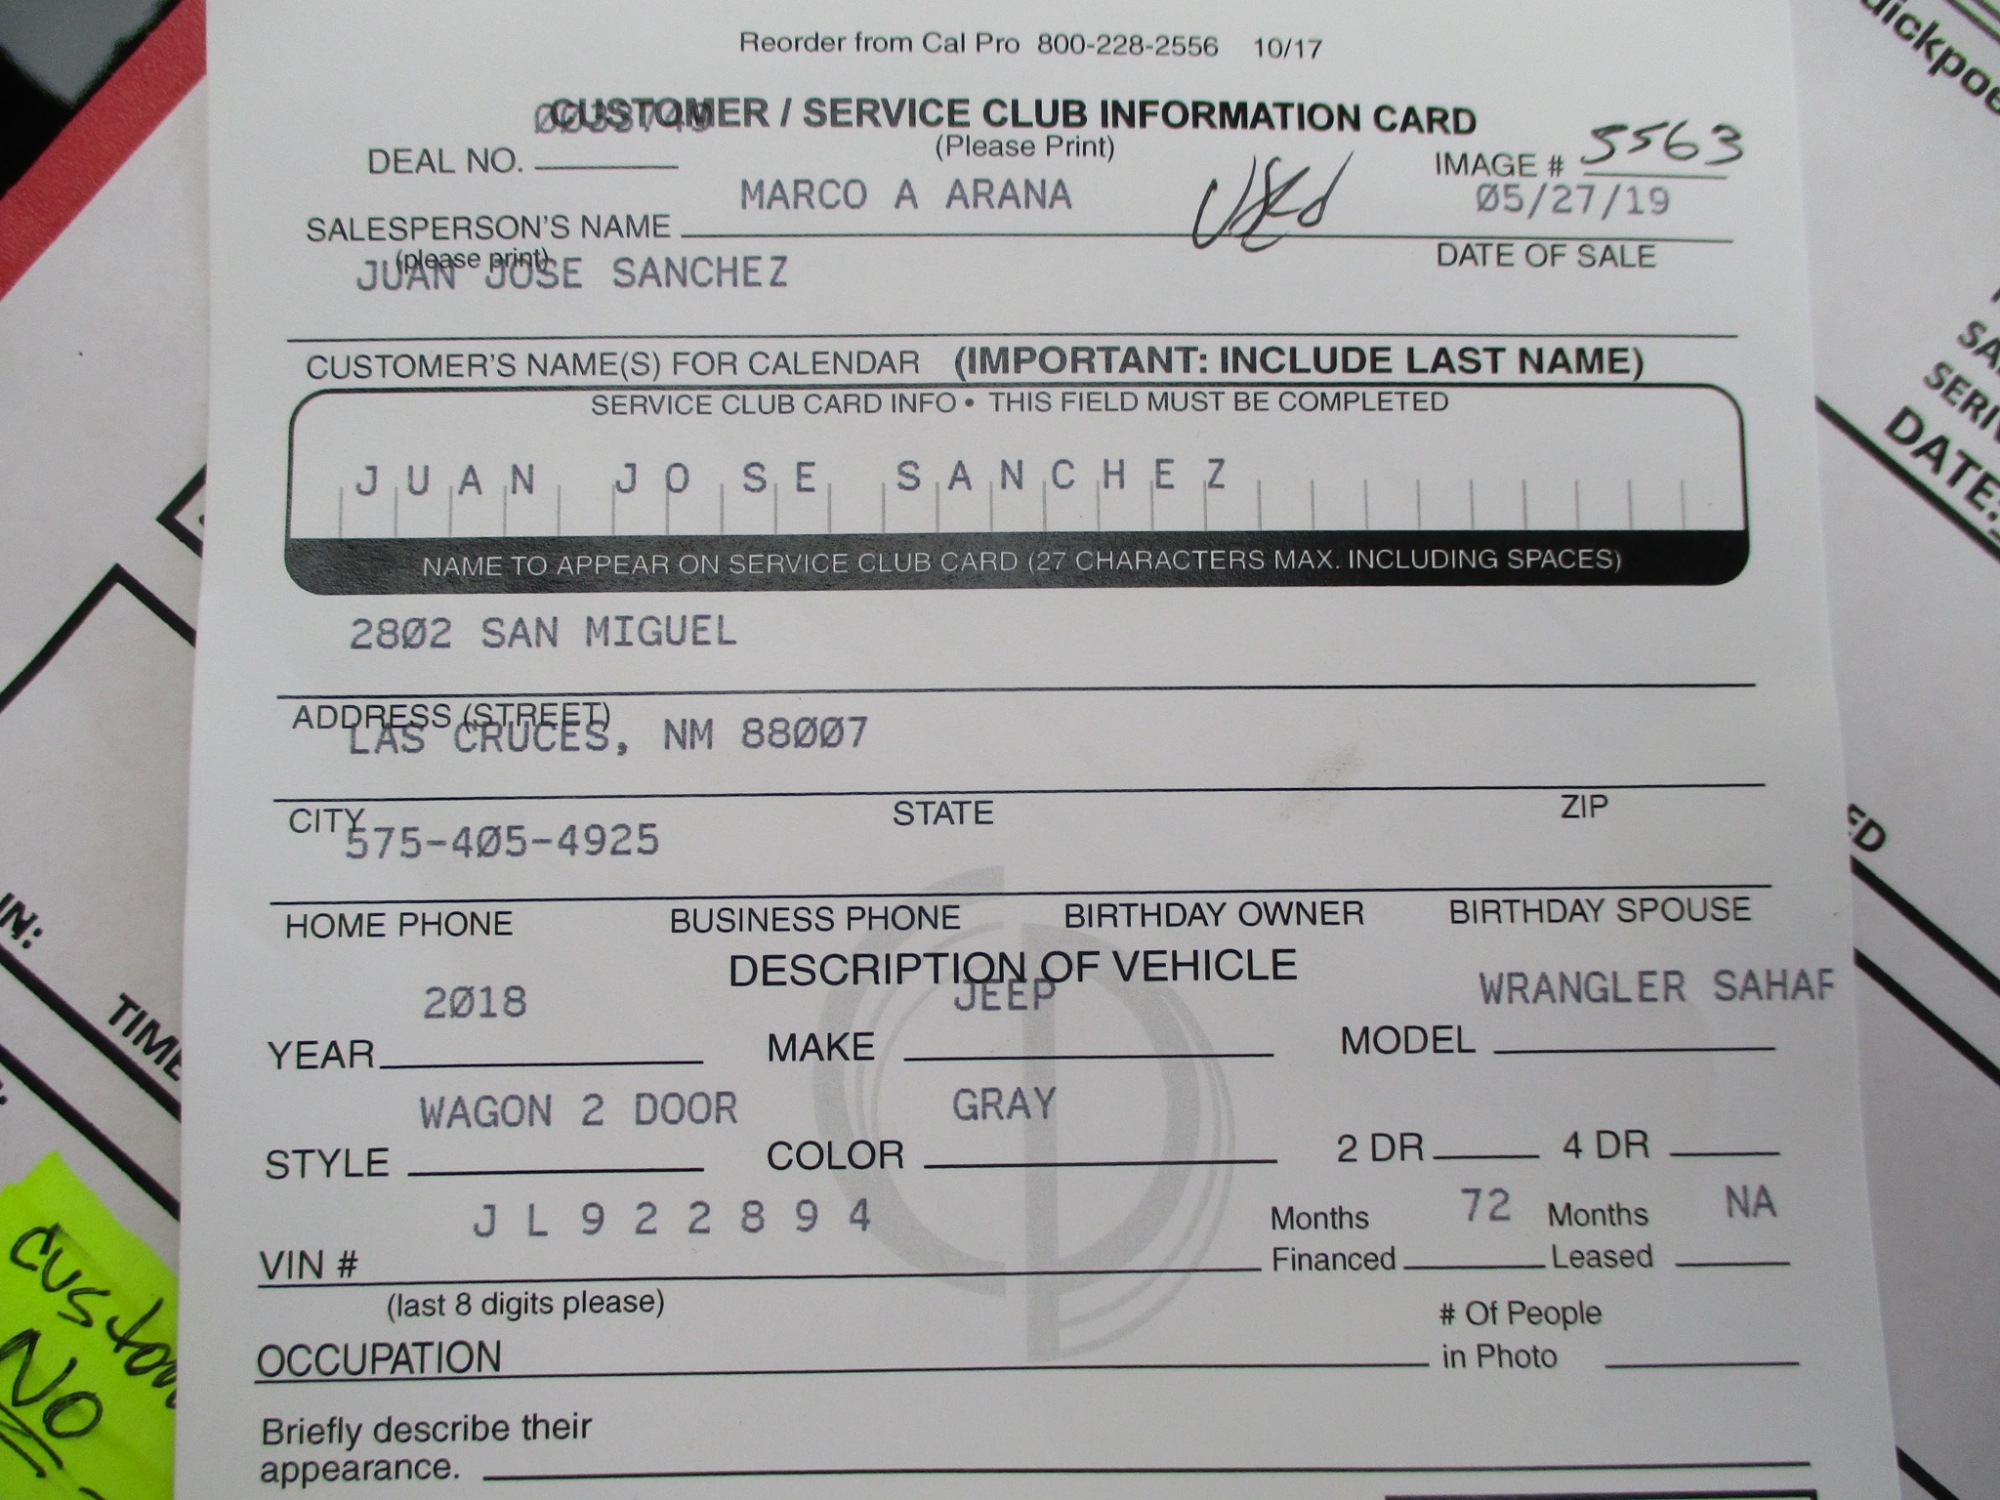 Reorder from Cal Pro 800-228-2556 10/17
CUSTOMER / SERVICE CLUB INFORMATION CARD
(Please Print)
DEAL NO.
IMAGE # 5563
MARCO A ARANA
Used
05/27/19
SALESPERSON'S NAME
(please print)
DATE OF SALE
JUAN JOSE SANCHEZ
CUSTOMER'S NAME(S) FOR CALENDAR (IMPORTANT: INCLUDE LAST NAME)
SERVICE CLUB CARD INFO • THIS FIELD MUST BE COMPLETED
JUAN JOSE SANCHEZ
NAME TO APPEAR ON SERVICE CLUB CARD (27 CHARACTERS MAX. INCLUDING SPACES)
2802 SAN MIGUEL
ADDRESS (STREET)
LAS CRUCES, NM 88007
CITY STATE ZIP
575-405-4925
HOME PHONE BUSINESS PHONE BIRTHDAY OWNER BIRTHDAY SPOUSE
DESCRIPTION OF VEHICLE
2018 JEEP WRANGLER SAHAR
YEAR MAKE MODEL
WAGON 2 DOOR GRAY
STYLE COLOR 2 DR 4 DR
JL922894
Months Financed 72 Months Leased NA
VIN #
(last 8 digits please)
# Of People in Photo
OCCUPATION
Briefly describe their
appearance.
DATE:
TIME
NO